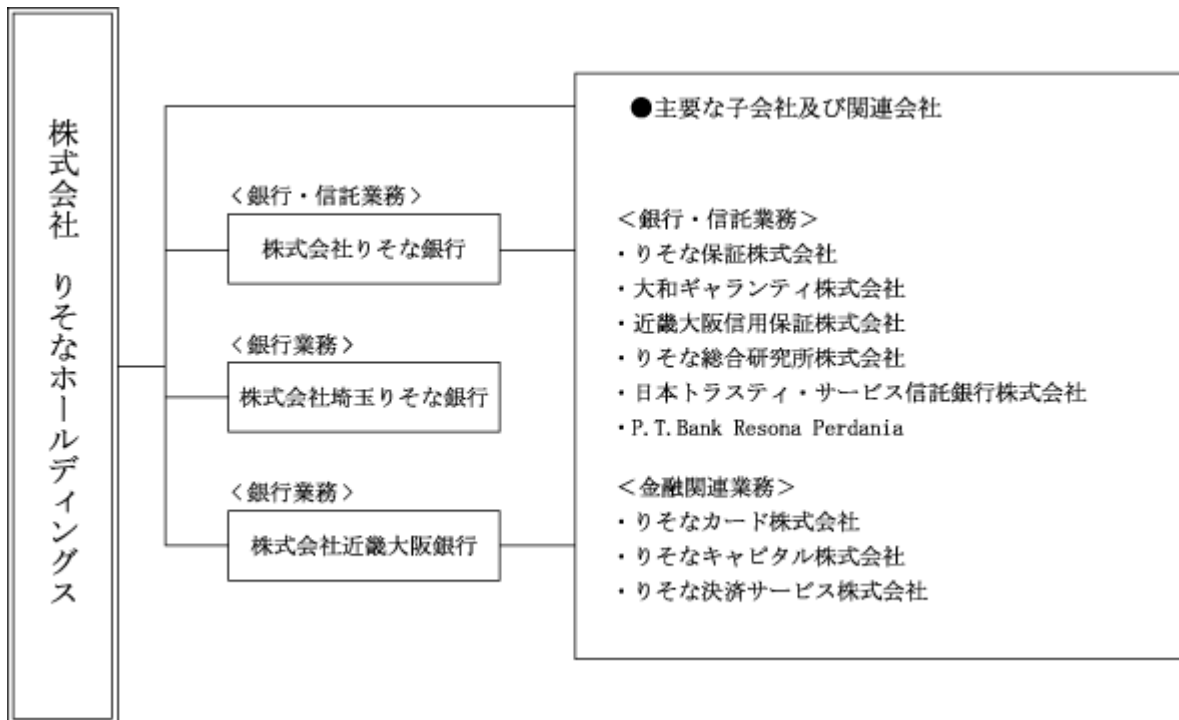 株式会社 りそなホールディングス
＜銀行・信託業務＞
株式会社りそな銀行
＜銀行業務＞
株式会社埼玉りそな銀行
＜銀行業務＞
株式会社近畿大阪銀行
●主要な子会社及び関連会社
＜銀行・信託業務＞
・りそな保証株式会社
・大和ギャランティ株式会社
・近畿大阪信用保証株式会社
・りそな総合研究所株式会社
・日本トラスティ・サービス信託銀行株式会社
・P.T.Bank Resona Perdania
＜金融関連業務＞
・りそなカード株式会社
・りそなキャピタル株式会社
・りそな決済サービス株式会社